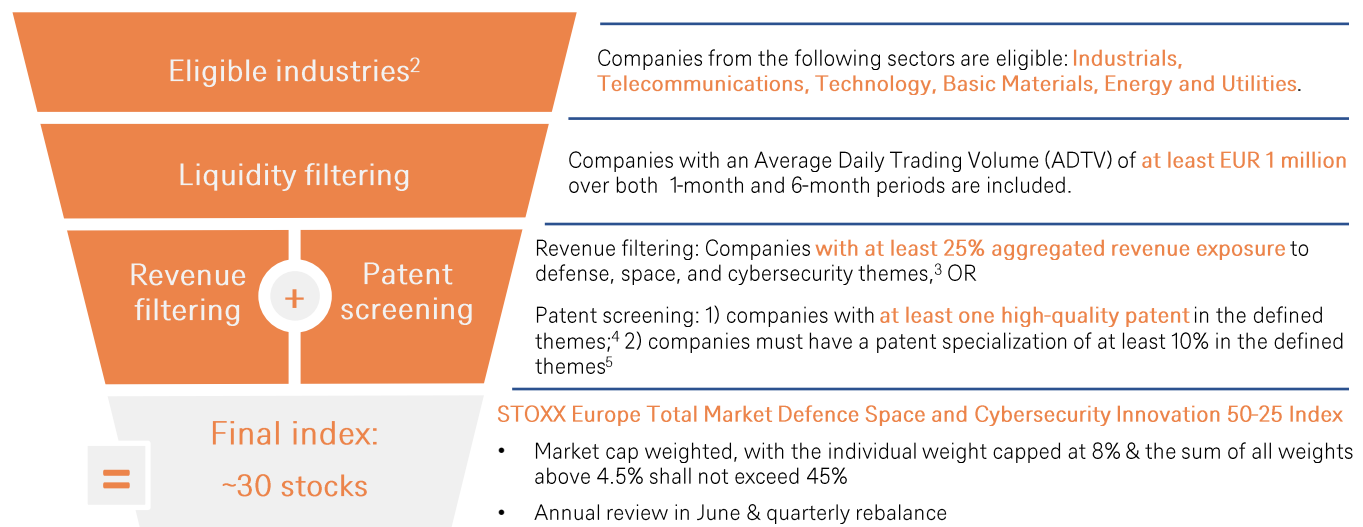 Eligible industries²
Companies from the following sectors are eligible: Industrials,
Telecommunications, Technology, Basic Materials, Energy and Utilities.
Liquidity filtering
Companies with an Average Daily Trading Volume (ADTV) of at least EUR 1 million
over both 1-month and 6-month periods are included.
Revenue
filtering
+
Patent
screening
Revenue filtering: Companies with at least 25% aggregated revenue exposure to
defense, space, and cybersecurity themes,³ OR
Patent screening: 1) companies with at least one high-quality patent in the defined
themes;⁴ 2) companies must have a patent specialization of at least 10% in the defined
themes⁵
=
Final index:
~30 stocks
STOXX Europe Total Market Defence Space and Cybersecurity Innovation 50-25 Index
• Market cap weighted, with the individual weight capped at 8% & the sum of all weights
above 4.5% shall not exceed 45%
• Annual review in June & quarterly rebalance